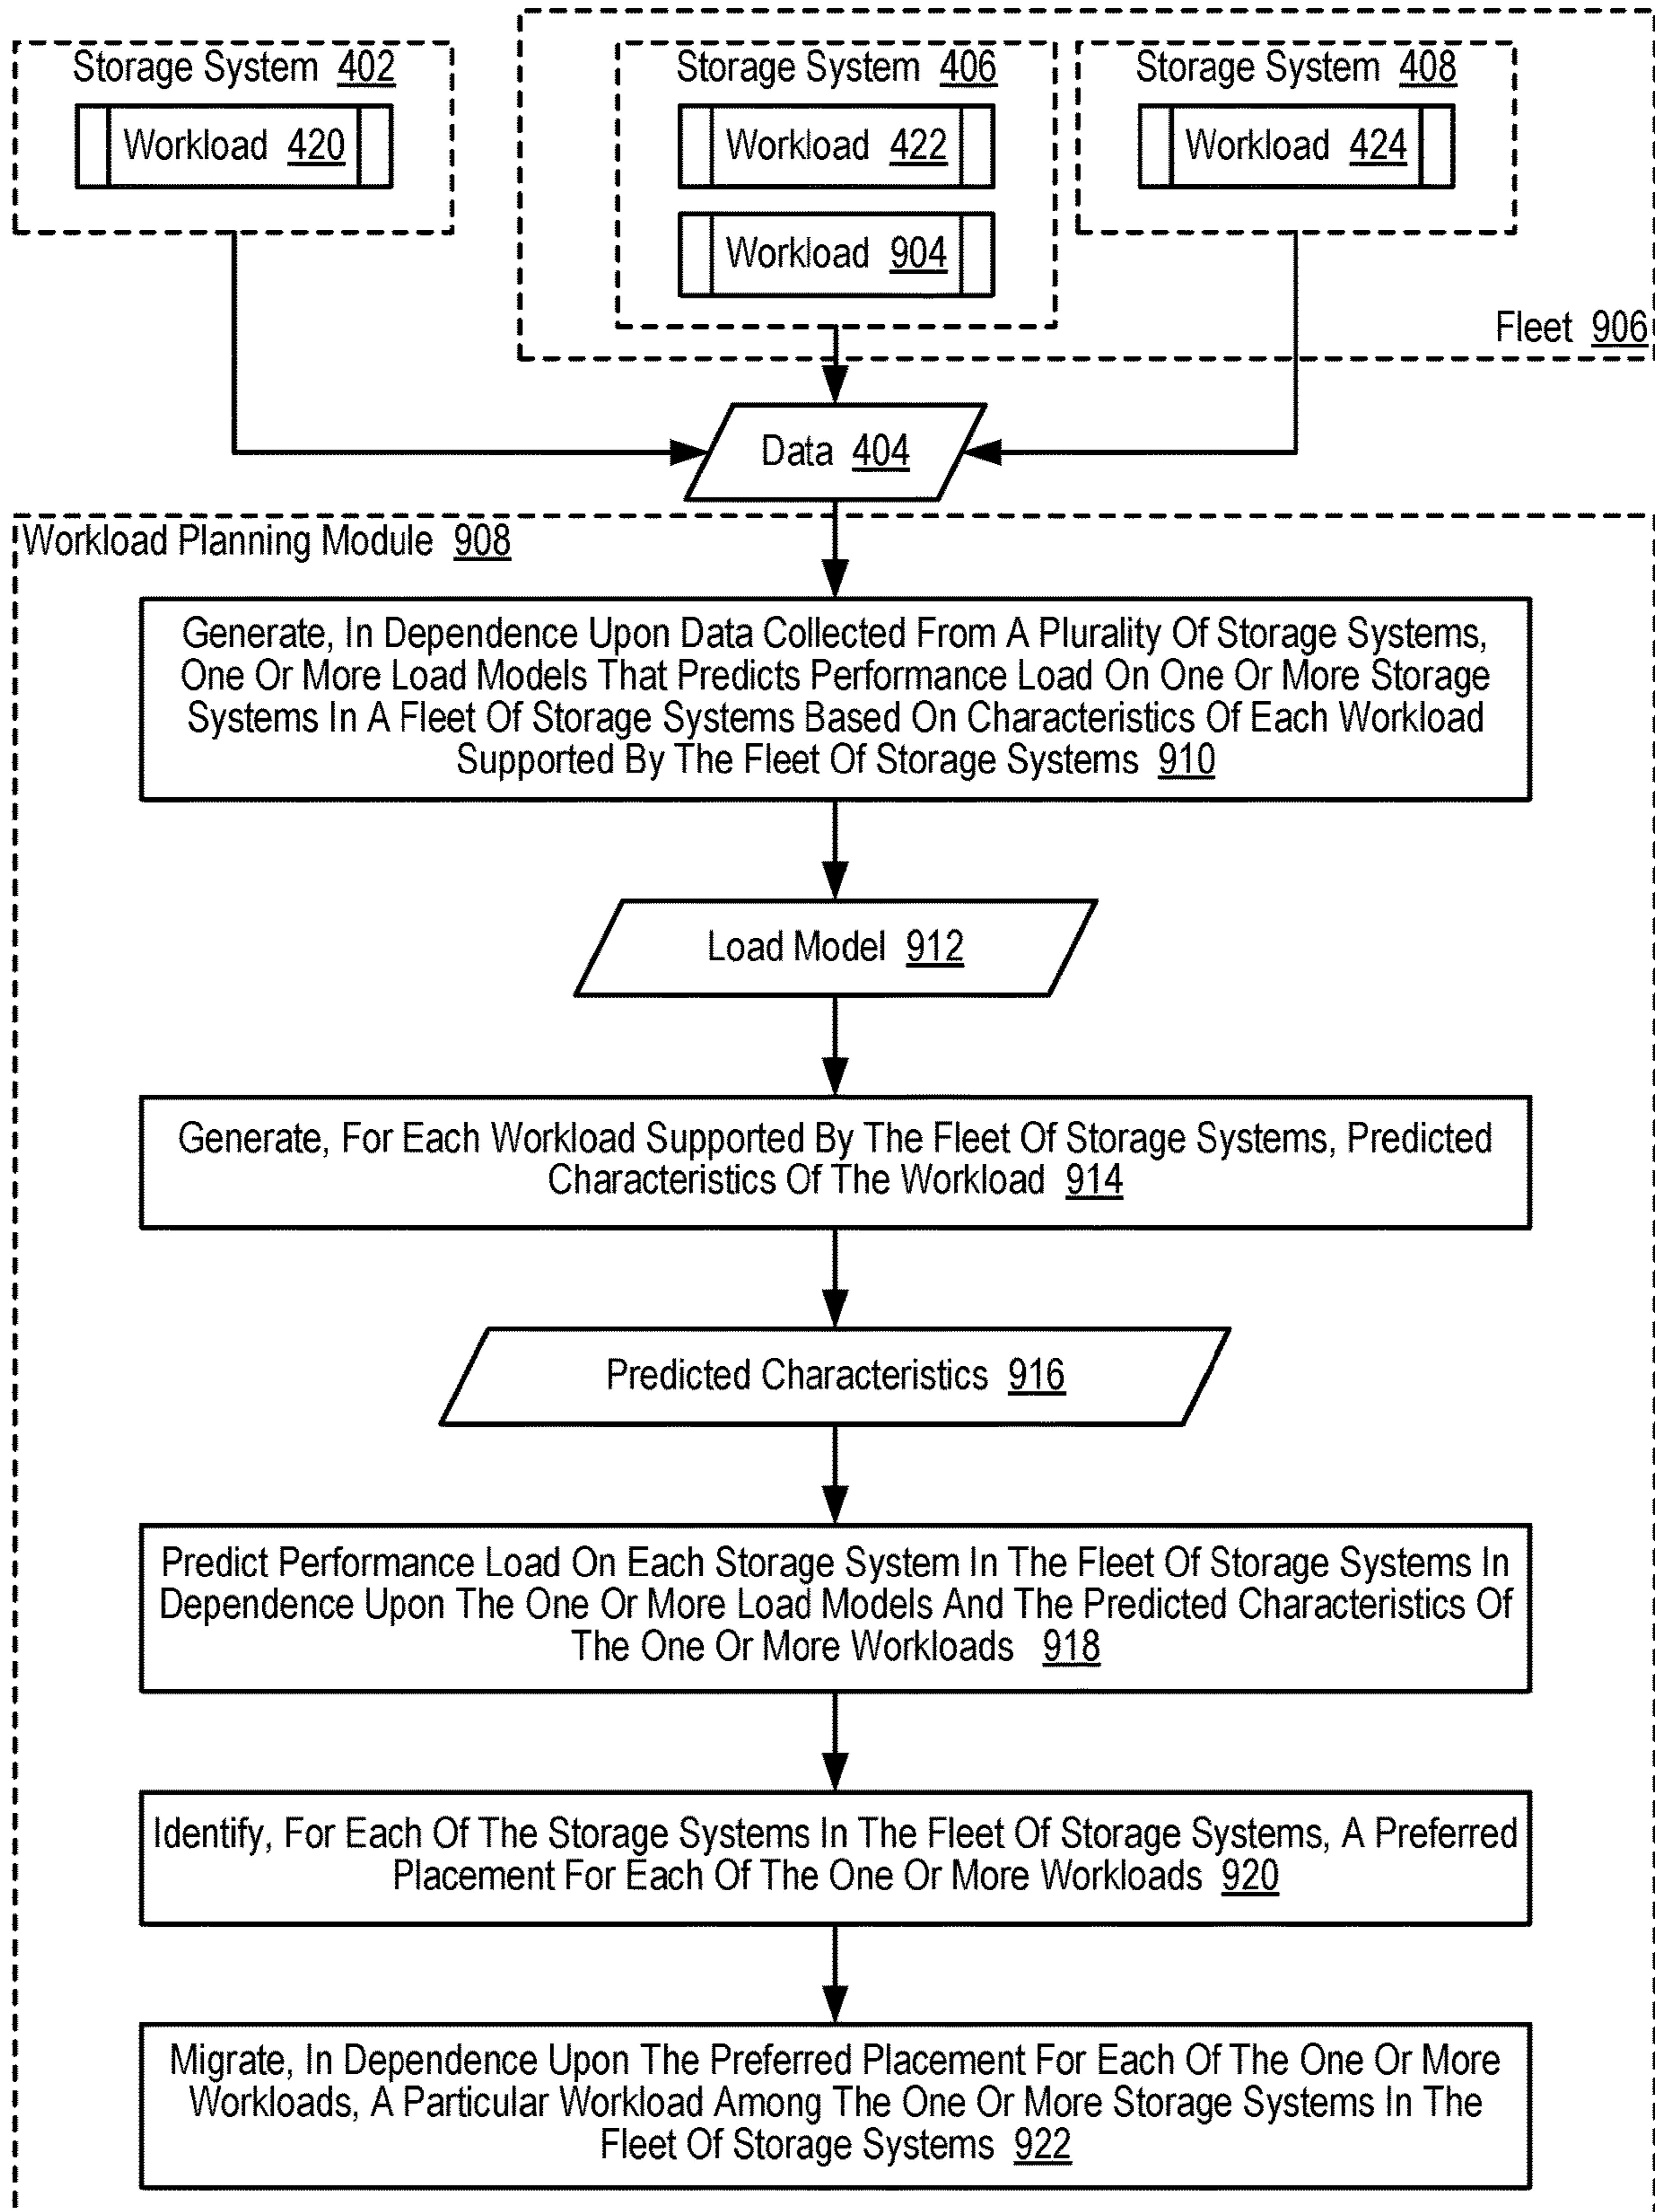 Storage System 402
Workload 420
Storage System 406
Workload 422
Workload 904
Storage System 408
Workload 424
Fleet 906
Data 404
Workload Planning Module 908
Generate, In Dependence Upon Data Collected From A Plurality Of Storage Systems,
One Or More Load Models That Predicts Performance Load On One Or More Storage
Systems In A Fleet Of Storage Systems Based On Characteristics Of Each Workload
Supported By The Fleet Of Storage Systems 910
Load Model 912
Generate, For Each Workload Supported By The Fleet Of Storage Systems, Predicted
Characteristics Of The Workload 914
Predicted Characteristics 916
Predict Performance Load On Each Storage System In The Fleet Of Storage Systems In
Dependence Upon The One Or More Load Models And The Predicted Characteristics Of
The One Or More Workloads 918
Identify, For Each Of The Storage Systems In The Fleet Of Storage Systems, A Preferred
Placement For Each Of The One Or More Workloads 920
Migrate, In Dependence Upon The Preferred Placement For Each Of The One Or More
Workloads, A Particular Workload Among The One Or More Storage Systems In The
Fleet Of Storage Systems 922